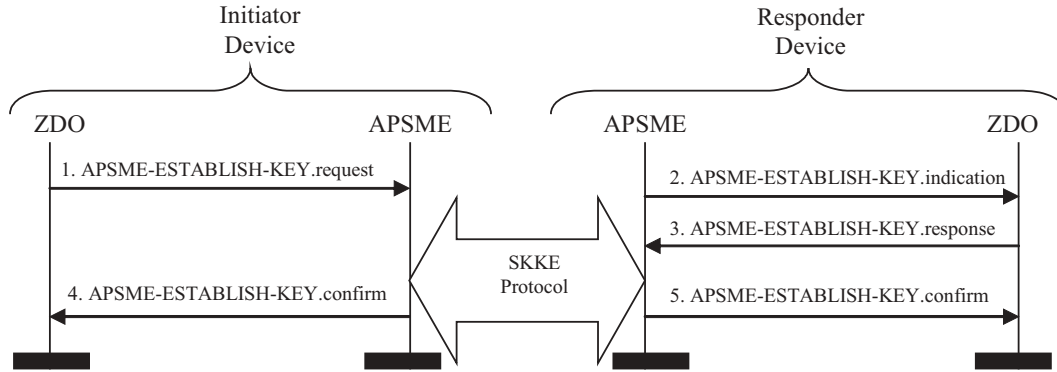 Initiator
Device
Responder
Device
ZDO
APSME
APSME
ZDO
1. APSME-ESTABLISH-KEY.request
2. APSME-ESTABLISH-KEY.indication
3. APSME-ESTABLISH-KEY.response
SKKE
Protocol
4. APSME-ESTABLISH-KEY.confirm
5. APSME-ESTABLISH-KEY.confirm